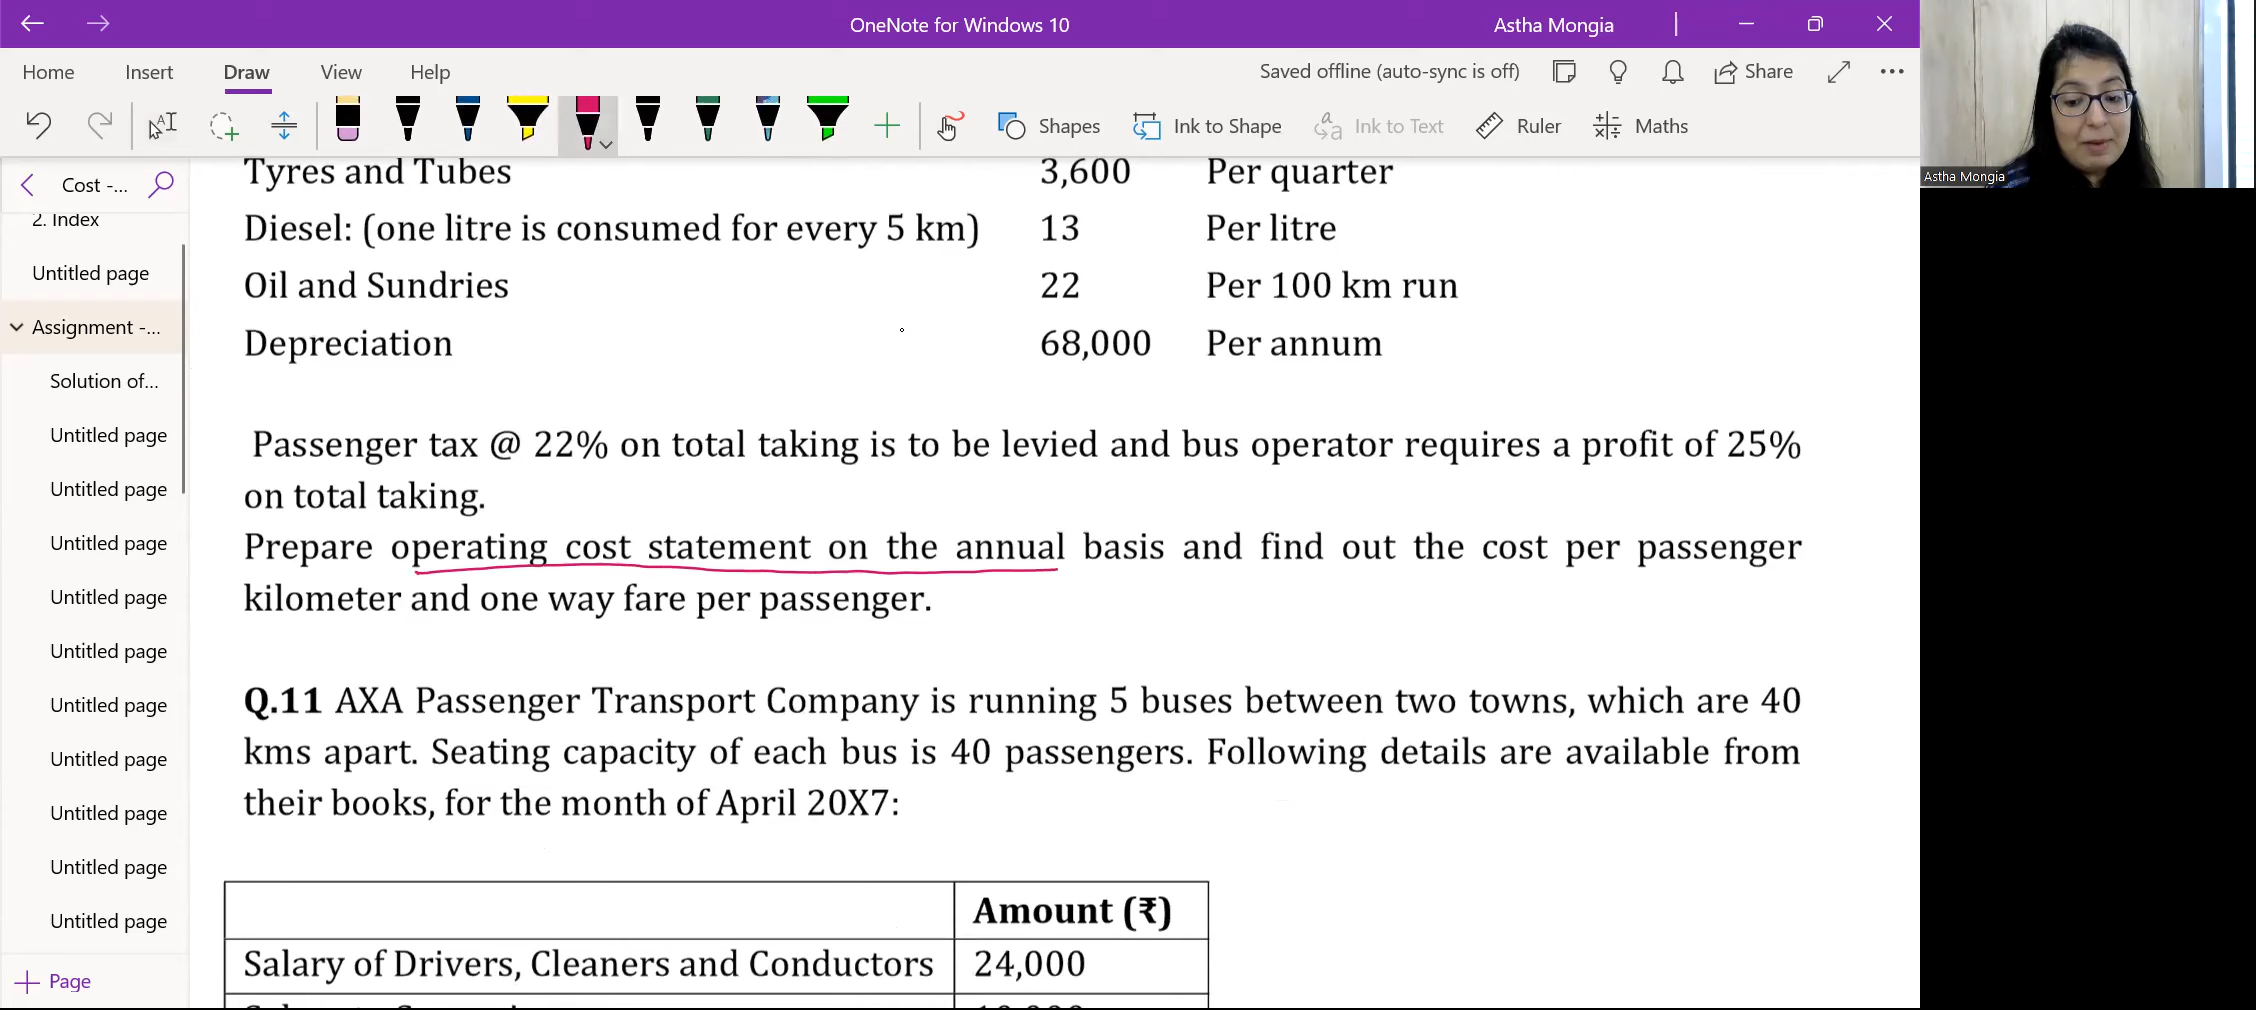 OneNote for Windows 10
Astha Mongia
Home Insert Draw View Help
Saved offline (auto-sync is off)
Share
Shapes
Ink to Shape
Ink to Text
Ruler
Maths
Cost -...
2. Index
Untitled page
Assignment -...
Solution of...
Untitled page
Untitled page
Untitled page
Untitled page
Untitled page
Untitled page
Untitled page
Untitled page
Untitled page
Untitled page
Page
Tyres and Tubes 3,600 Per quarter
Diesel: (one litre is consumed for every 5 km) 13 Per litre
Oil and Sundries 22 Per 100 km run
Depreciation 68,000 Per annum
Passenger tax @ 22% on total taking is to be levied and bus operator requires a profit of 25%
on total taking.
Prepare operating cost statement on the annual basis and find out the cost per passenger
kilometer and one way fare per passenger.
Q.11 AXA Passenger Transport Company is running 5 buses between two towns, which are 40
kms apart. Seating capacity of each bus is 40 passengers. Following details are available from
their books, for the month of April 20X7:
Amount (₹)
Salary of Drivers, Cleaners and Conductors 24,000
Astha Mongia